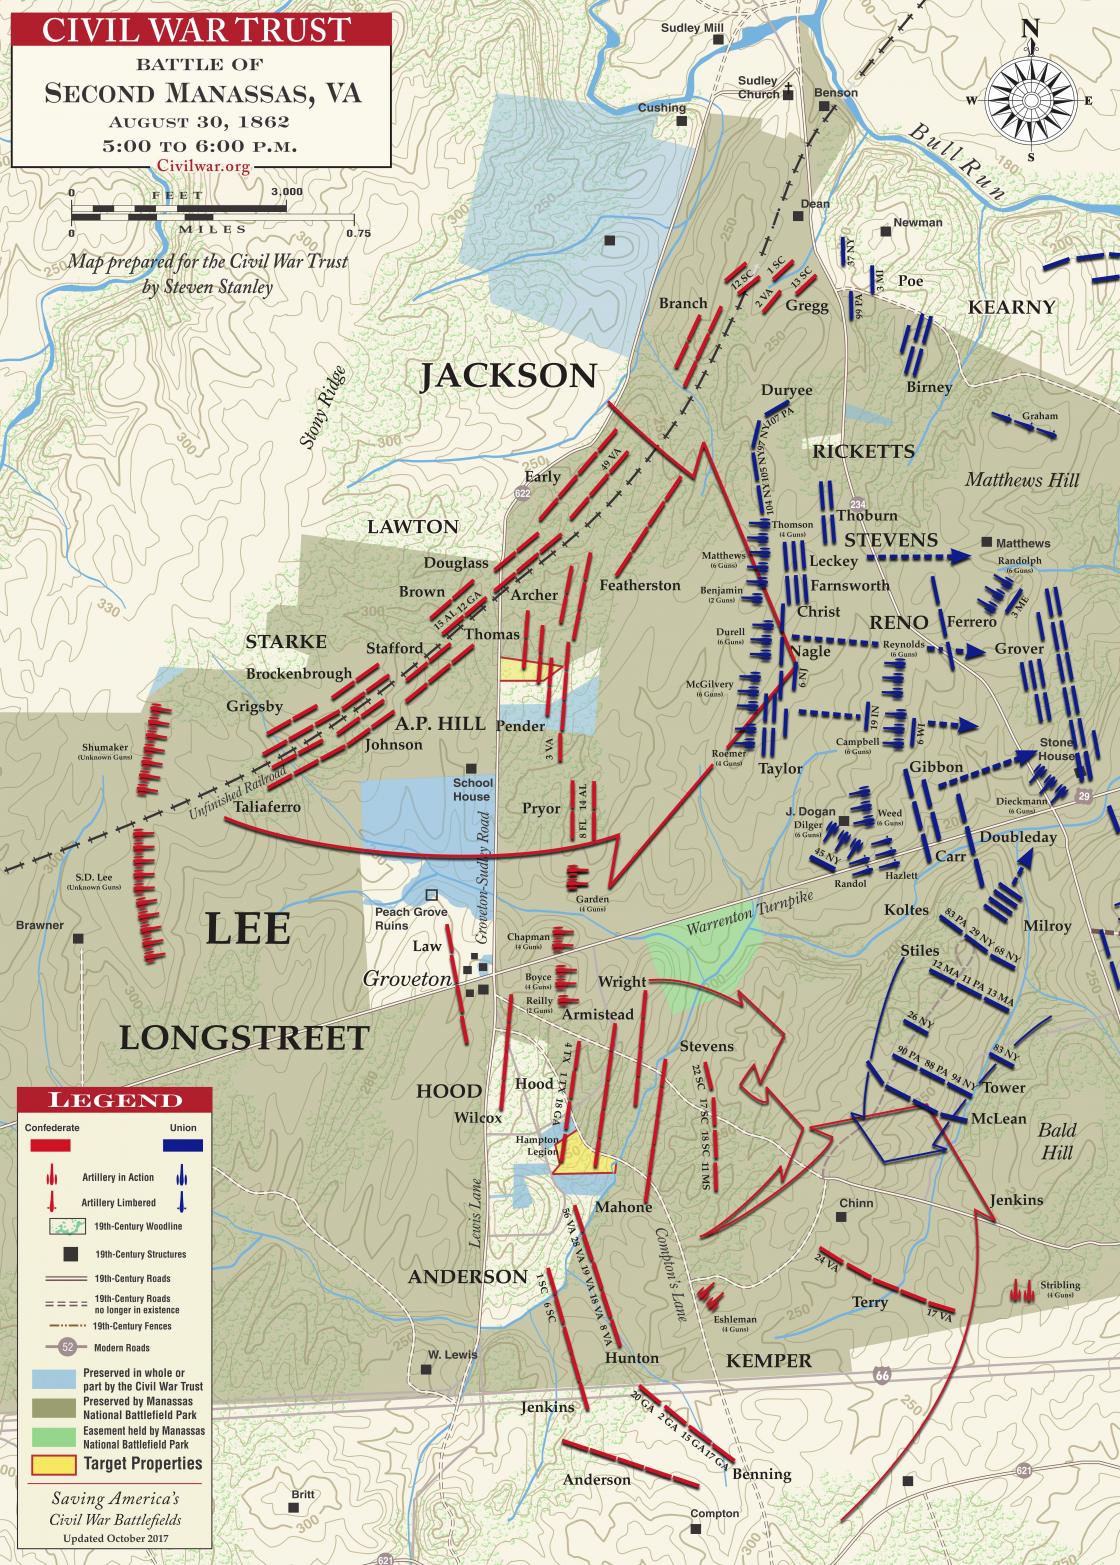 CIVIL WAR TRUST
BATTLE OF
SECOND MANASSAS, VA
AUGUST 30, 1862
5:00 TO 6:00 P.M.
Civilwar.org
0 FEET 3,000
0 MILES 0.75
Map prepared for the Civil War Trust
by Steven Stanley
N
W E
S
Sudley Mill
Sudley
Church
Benson
Cushing
Bull Run
180
Dean
Newman
37 NY
3 MI
99 PA
Poe
KEARNY
Birney
Graham
12 SC
1 SC
2 VA
13 SC
Branch
Gregg
250
300
JACKSON
Stony Ridge
Duryee
107 PA
97 NY
105 NY
104 NY
RICKETTS
Matthews Hill
Early
49 VA
622
234
LAWTON
Thoburn
Thomson
(4 Guns)
STEVENS
Matthews
Douglass
Matthews
(6 Guns)
Leckey
Randolph
(6 Guns)
Featherston
Benjamin
(2 Guns)
Farnsworth
Brown
15 AL 12 GA
Archer
3 ME
Christ
330
300
RENO
Ferrero
STARKE
Thomas
Durell
(6 Guns)
Stafford
Nagle
Reynolds
(6 Guns)
Grover
Brockenbrough
6 NJ
McGilvery
(6 Guns)
Grigsby
A.P. HILL
Pender
19 IN
6 WI
Johnson
3 VA
Campbell
(6 Guns)
Shumaker
(Unknown Guns)
Roemer
(4 Guns)
Stone
House
Taylor
Gibbon
School
House
Unfinished Railroad
29
Taliaferro
Pryor
14 AL
8 FL
Dieckmann
(6 Guns)
J. Dogan
Dilger
(6 Guns)
Weed
(6 Guns)
Doubleday
45 NY
Carr
Randol
Hazlett
S.D. Lee
(Unknown Guns)
Garden
(4 Guns)
Groveton-Sudley Road
Warrenton Turnpike
Peach Grove
Ruins
Koltes
83 PA 29 NY 68 NY
Milroy
LEE
Brawner
Law
Chapman
(4 Guns)
Stiles
12 MA 11 PA 13 MA
Groveton
Boyce
(4 Guns)
Wright
Reilly
(2 Guns)
Armistead
26 NY
LONGSTREET
Stevens
90 PA 88 PA 94 NY
83 NY
4 TX 1 TX 18 GA
22 SC 17 SC 18 SC 11 MS
HOOD
Hood
Tower
Wilcox
McLean
Hampton
Legion
Bald
Hill
Lewis Lane
Mahone
Chinn
Jenkins
56 VA 28 VA 19 VA 18 VA 8 VA
Compton's Lane
ANDERSON
1 SC 6 SC
24 VA
Terry
17 VA
Stribling
(4 Guns)
Eshleman
(4 Guns)
W. Lewis
Hunton
KEMPER
250
66
Jenkins
20 GA 2 GA 15 GA 17 GA
Anderson
Benning
621
Britt
300
Compton
621
LEGEND
Confederate Union
Artillery in Action
Artillery Limbered
19th-Century Woodline
19th-Century Structures
19th-Century Roads
19th-Century Roads
no longer in existence
19th-Century Fences
52 Modern Roads
Preserved in whole or
part by the Civil War Trust
Preserved by Manassas
National Battlefield Park
Easement held by Manassas
National Battlefield Park
Target Properties
Saving America's
Civil War Battlefields
Updated October 2017